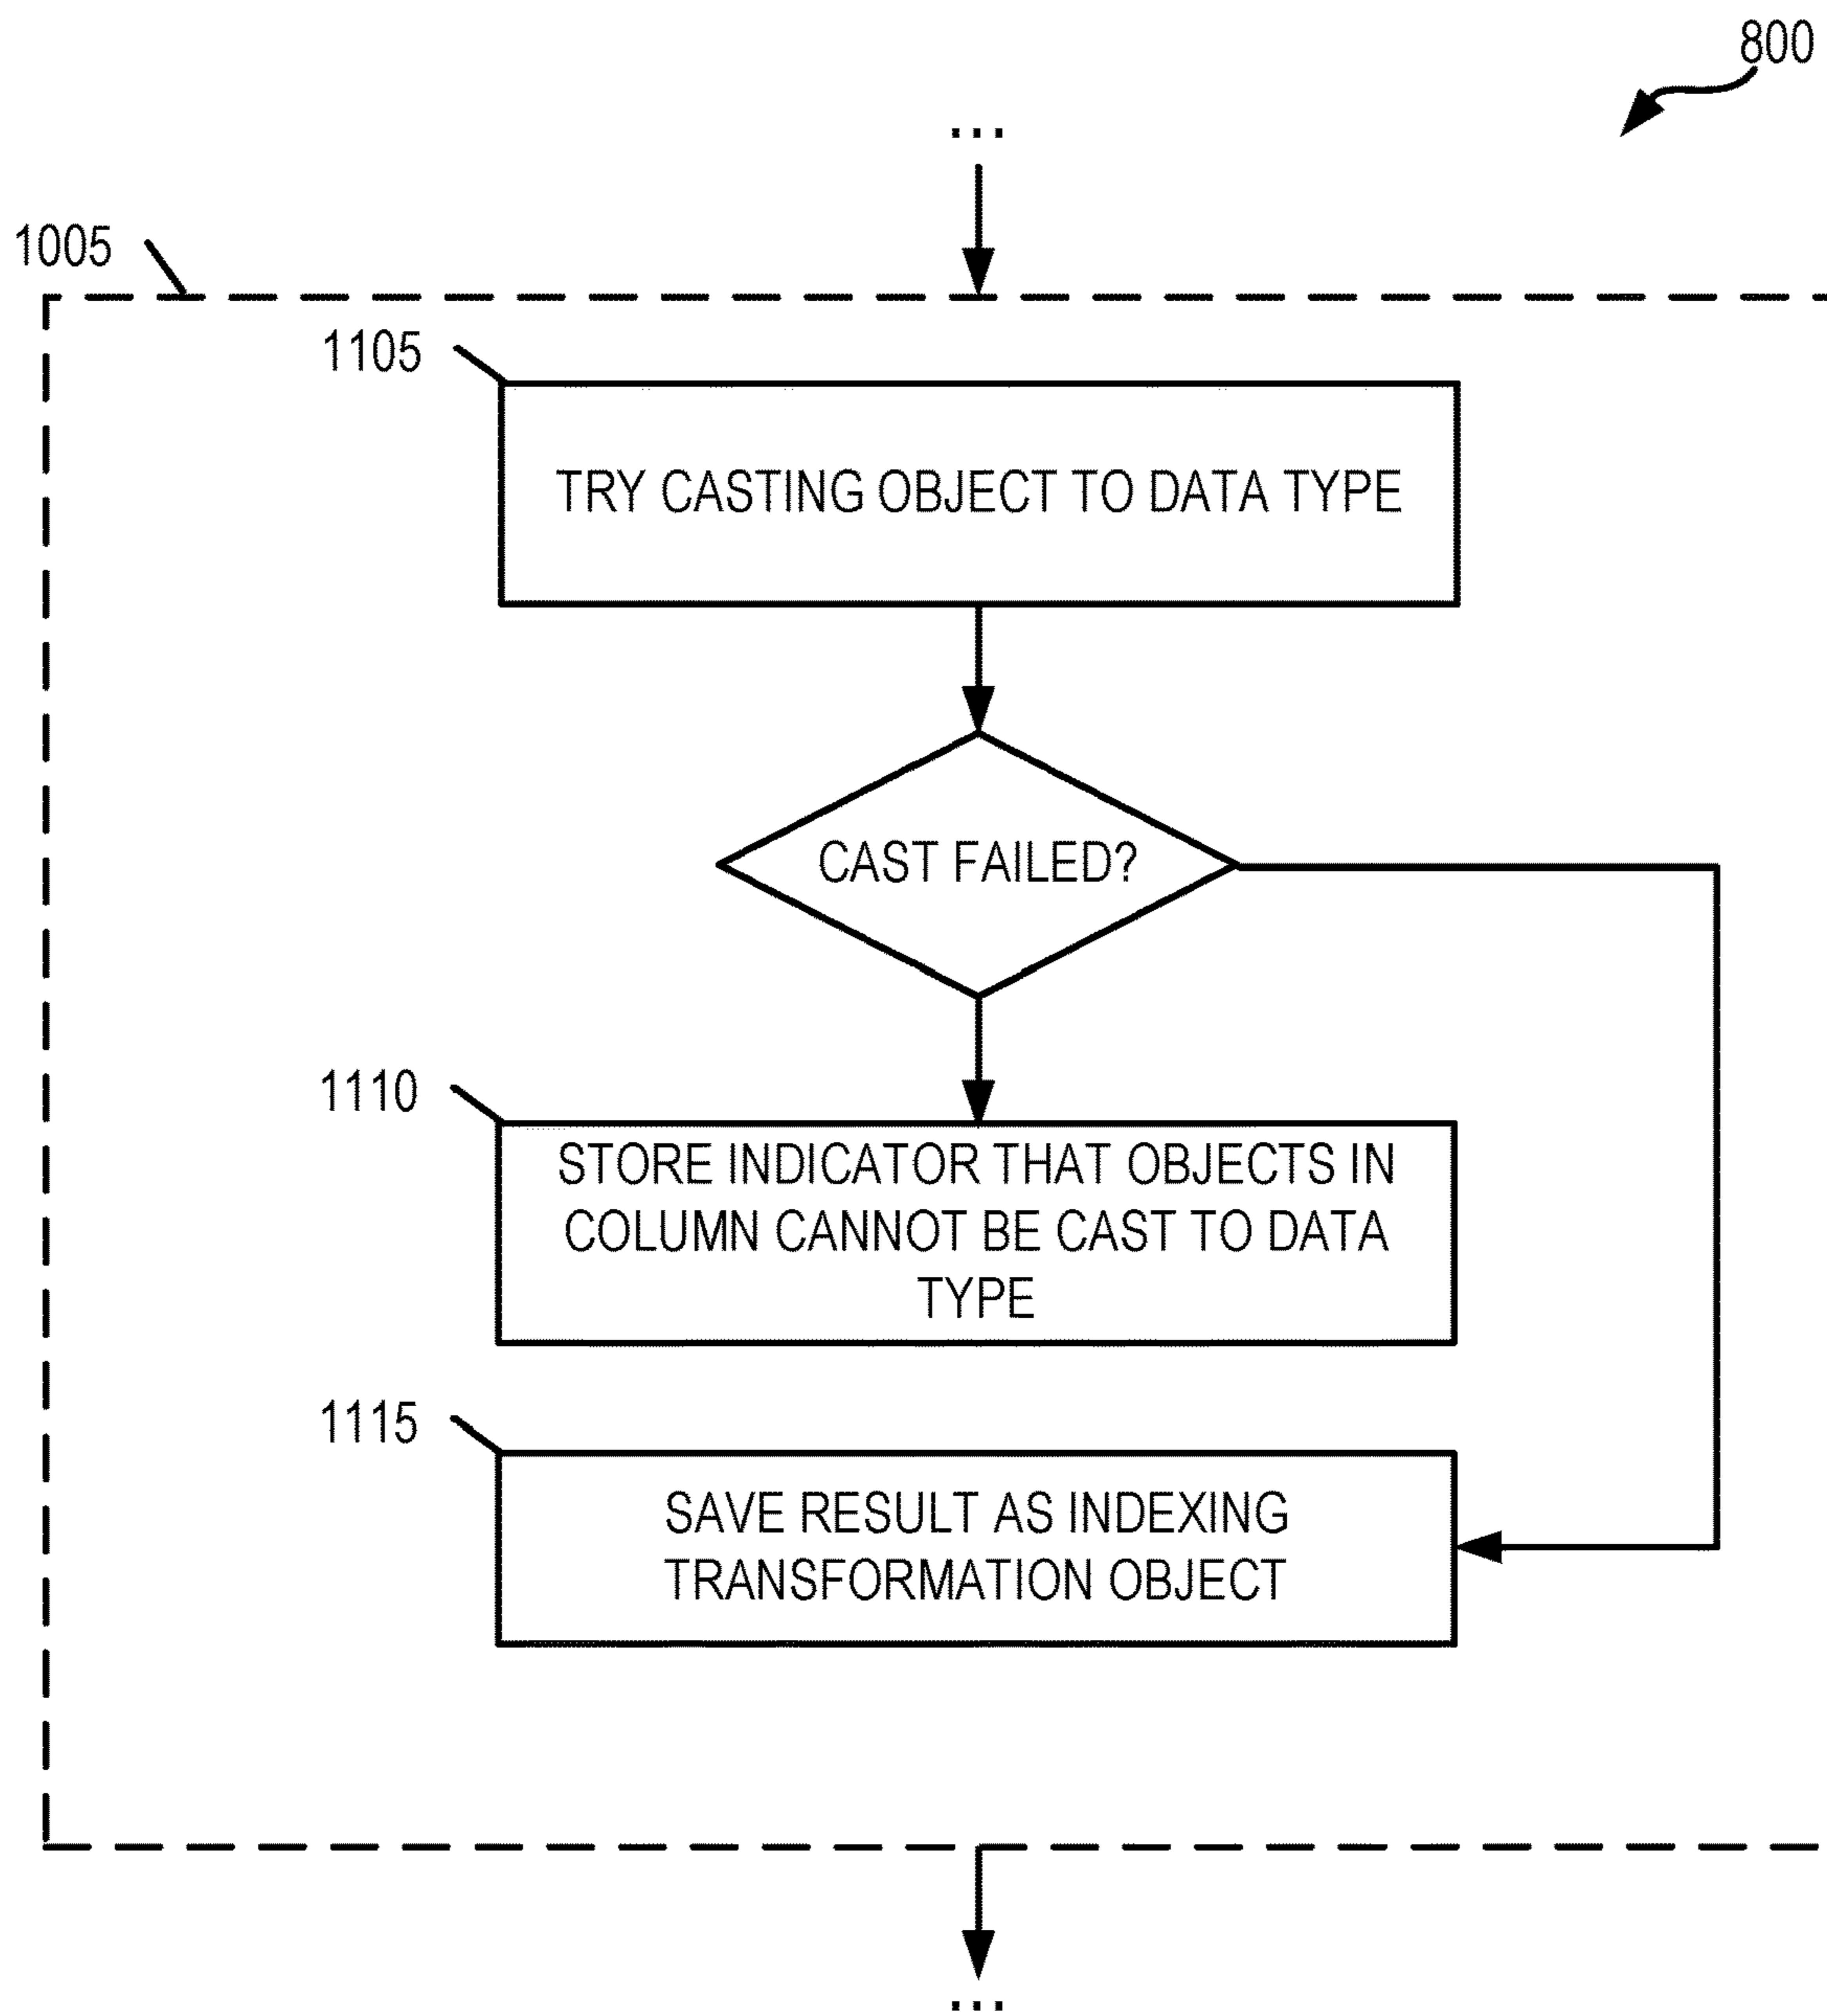 800
...
1005
1105
TRY CASTING OBJECT TO DATA TYPE
CAST FAILED?
1110
STORE INDICATOR THAT OBJECTS IN
COLUMN CANNOT BE CAST TO DATA
TYPE
1115
SAVE RESULT AS INDEXING
TRANSFORMATION OBJECT
...